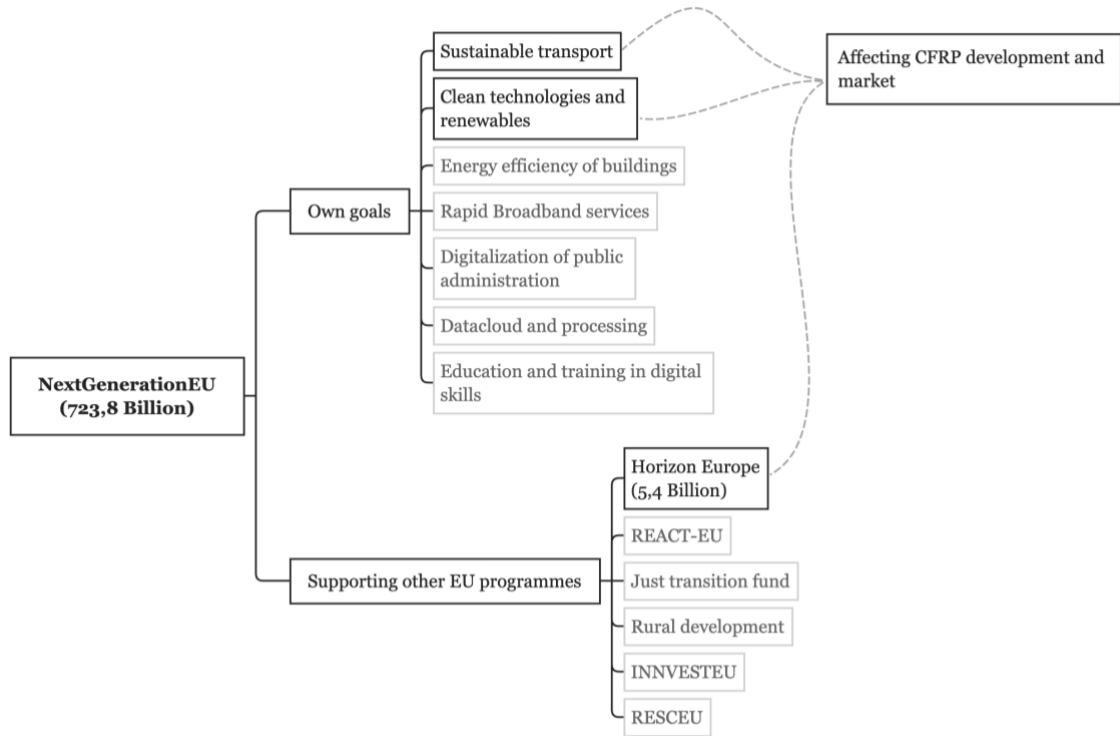 Sustainable transport
Affecting CFRP development and
market
Clean technologies and
renewables
Energy efficiency of buildings
Own goals
Rapid Broadband services
Digitalization of public
administration
Datacloud and processing
Education and training in digital
skills
NextGenerationEU
(723,8 Billion)
Horizon Europe
(5,4 Billion)
REACT-EU
Supporting other EU programmes
Just transition fund
Rural development
INNVESTEU
RESCEU